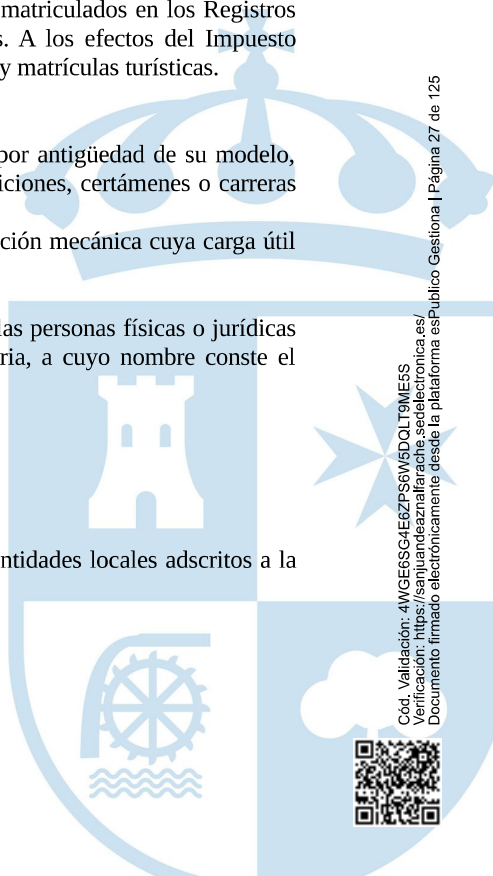 matriculados en los Registros
s. A los efectos del Impuesto
y matrículas turísticas.
por antigüedad de su modelo,
iciones, certámenes o carreras
ción mecánica cuya carga útil
las personas físicas o jurídicas
ria, a cuyo nombre conste el
ntidades locales adscritos a la
Cód. Validación: 4WGE6SG4E6ZPS6W5DQLT9ME5S
Verificación: https://sanjuandeaznalfarache.sedelectronica.es/
Documento firmado electrónicamente desde la plataforma esPublico Gestiona | Página 27 de 125